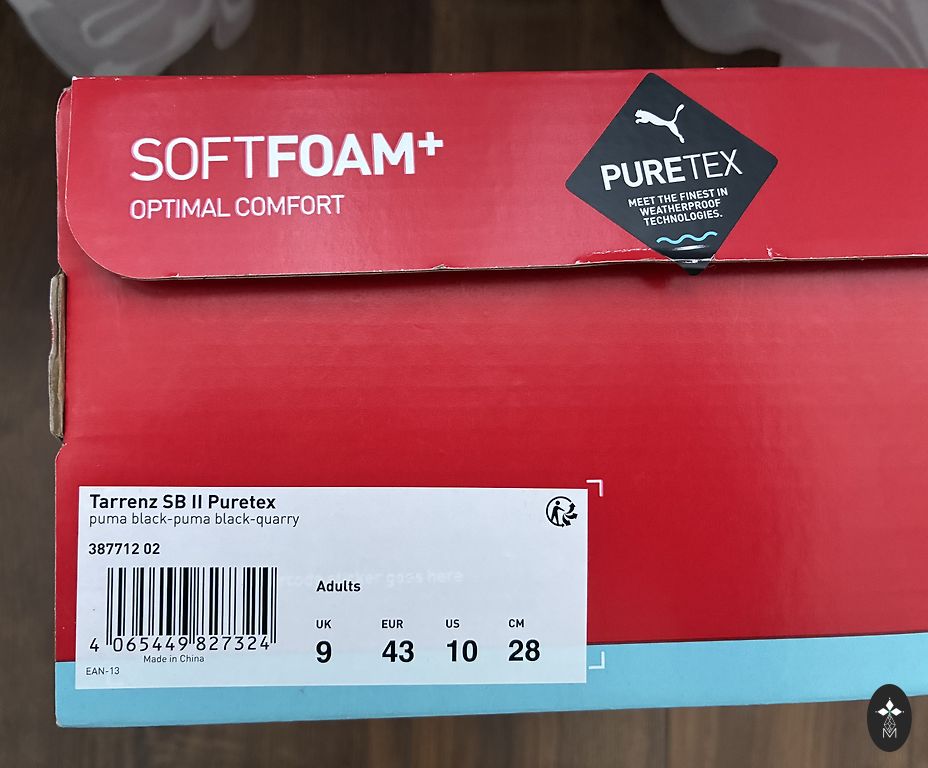 SOFTFOAM+
OPTIMAL COMFORT
PURETEX
MEET THE FINEST IN
WEATHERPROOF
TECHNOLOGIES.
Tarrenz SB II Puretex
puma black-puma black-quarry
387712 02
goes here
Adults
UK EUR US CM
9 43 10 28
4 065449 827324
Made in China
EAN-13
M